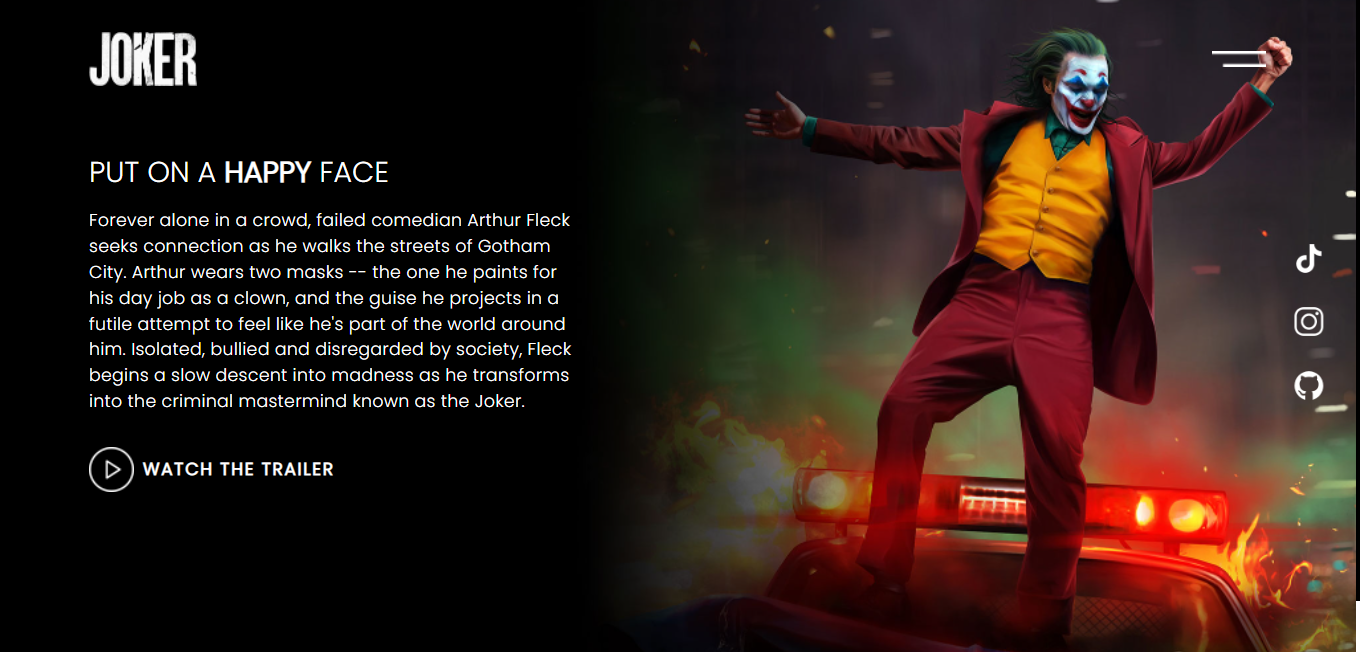 JOKER
PUT ON A HAPPY FACE
Forever alone in a crowd, failed comedian Arthur Fleck
seeks connection as he walks the streets of Gotham
City. Arthur wears two masks -- the one he paints for
his day job as a clown, and the guise he projects in a
futile attempt to feel like he's part of the world around
him. Isolated, bullied and disregarded by society, Fleck
begins a slow descent into madness as he transforms
into the criminal mastermind known as the Joker.
WATCH THE TRAILER